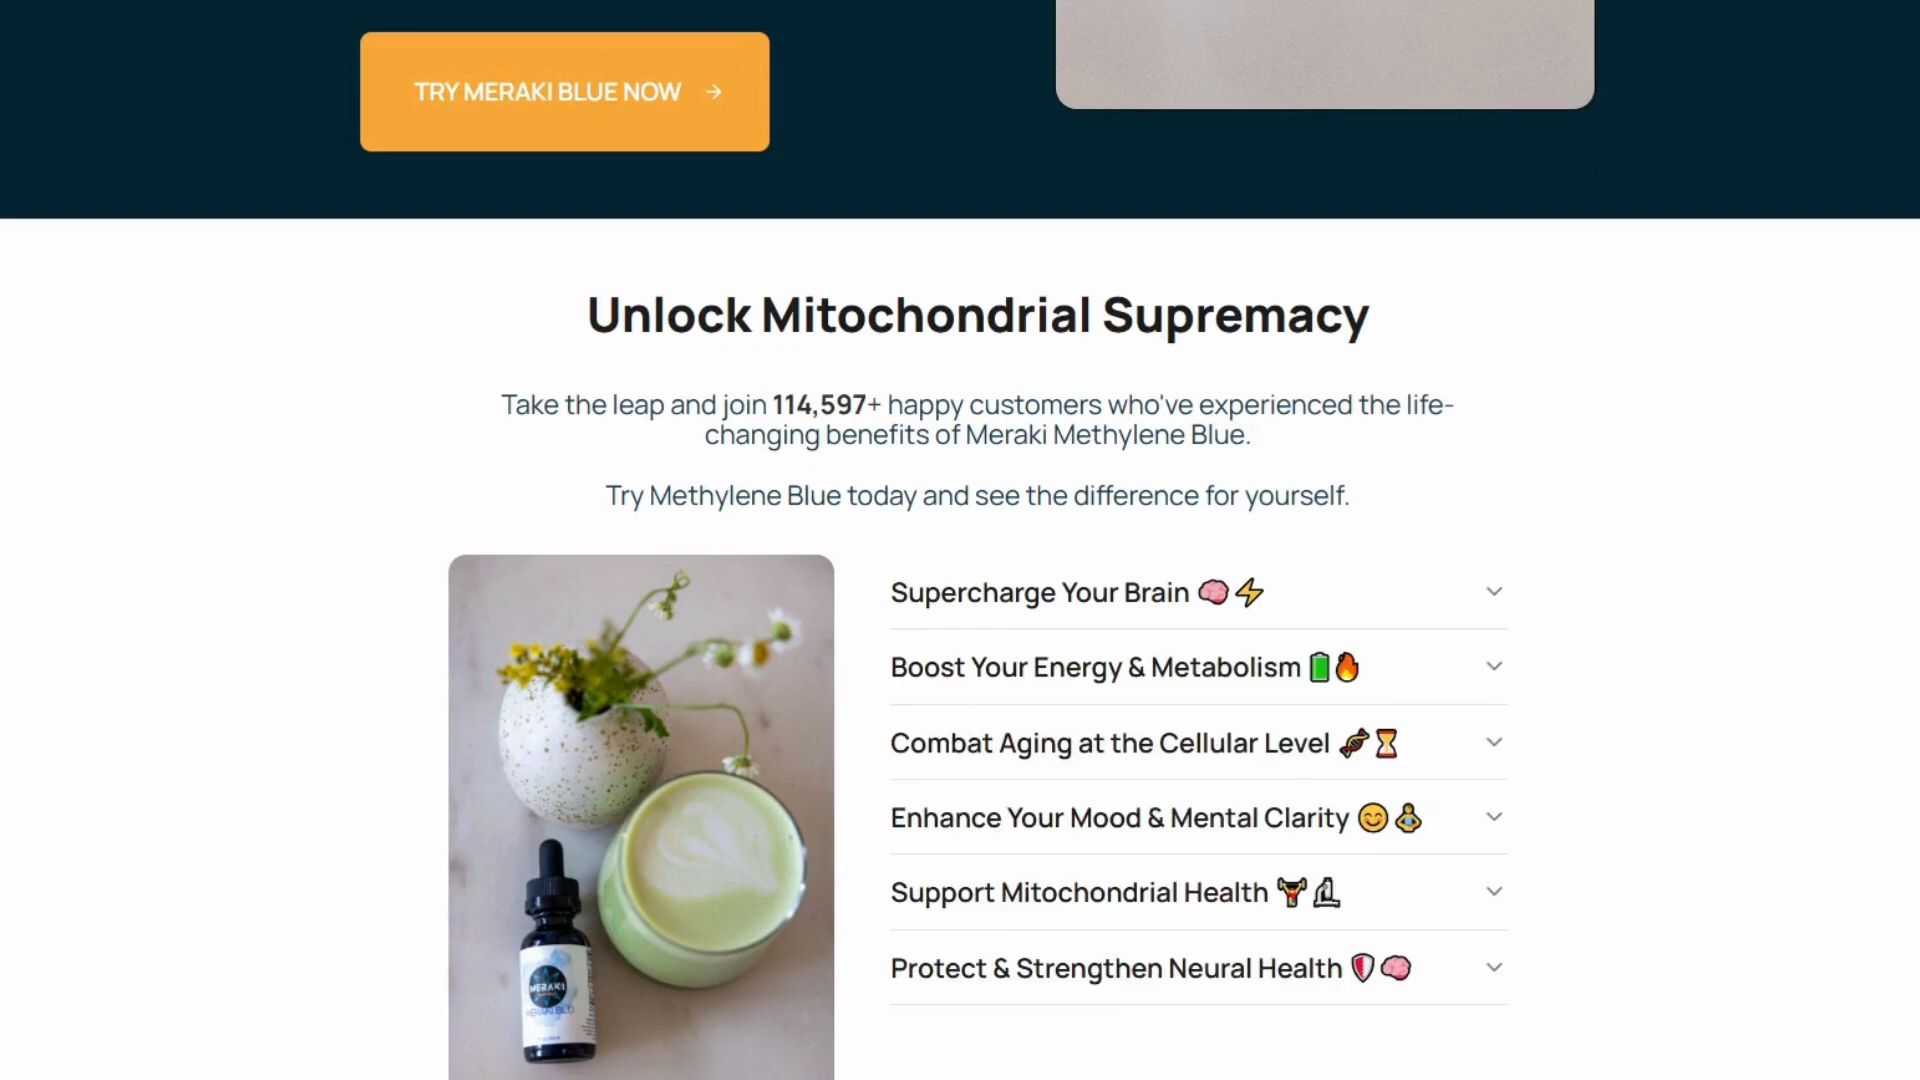 TRY MERAKI BLUE NOW →
Unlock Mitochondrial Supremacy
Take the leap and join 114,597+ happy customers who've experienced the life-
changing benefits of Meraki Methylene Blue.
Try Methylene Blue today and see the difference for yourself.
Supercharge Your Brain 🧠⚡
Boost Your Energy & Metabolism 🔋🔥
Combat Aging at the Cellular Level 🧬⏳
Enhance Your Mood & Mental Clarity 😊🧘
Support Mitochondrial Health 🏋️🔬
Protect & Strengthen Neural Health 🛡️🧠
MERAKI